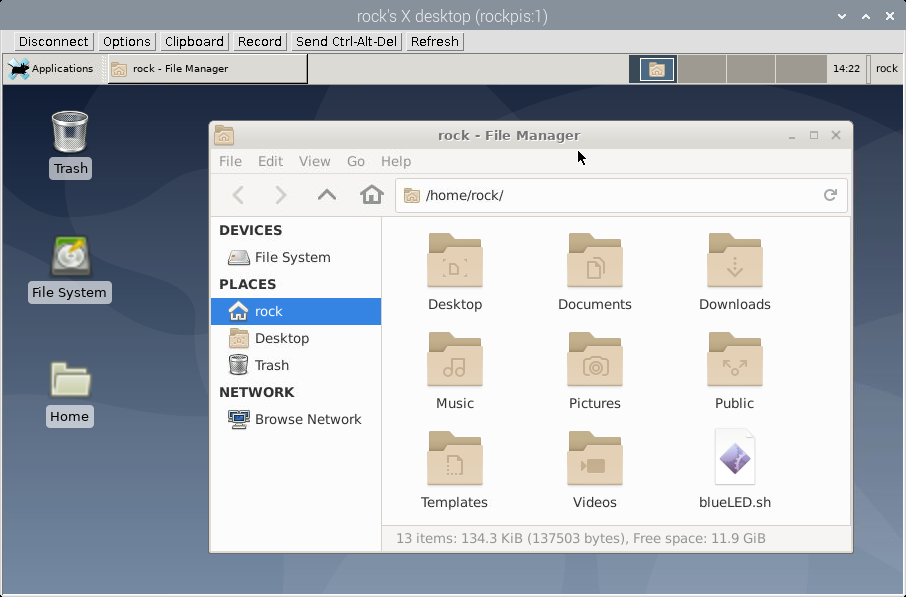 rock's X desktop (rockpis:1)
Disconnect Options Clipboard Record Send Ctrl-Alt-Del Refresh
Applications rock - File Manager 14:22 rock
Trash
File System
Home
rock - File Manager
File Edit View Go Help
/home/rock/
DEVICES
File System
PLACES
rock
Desktop
Trash
NETWORK
Browse Network
Desktop Documents Downloads
Music Pictures Public
Templates Videos blueLED.sh
13 items: 134.3 KiB (137503 bytes), Free space: 11.9 GiB